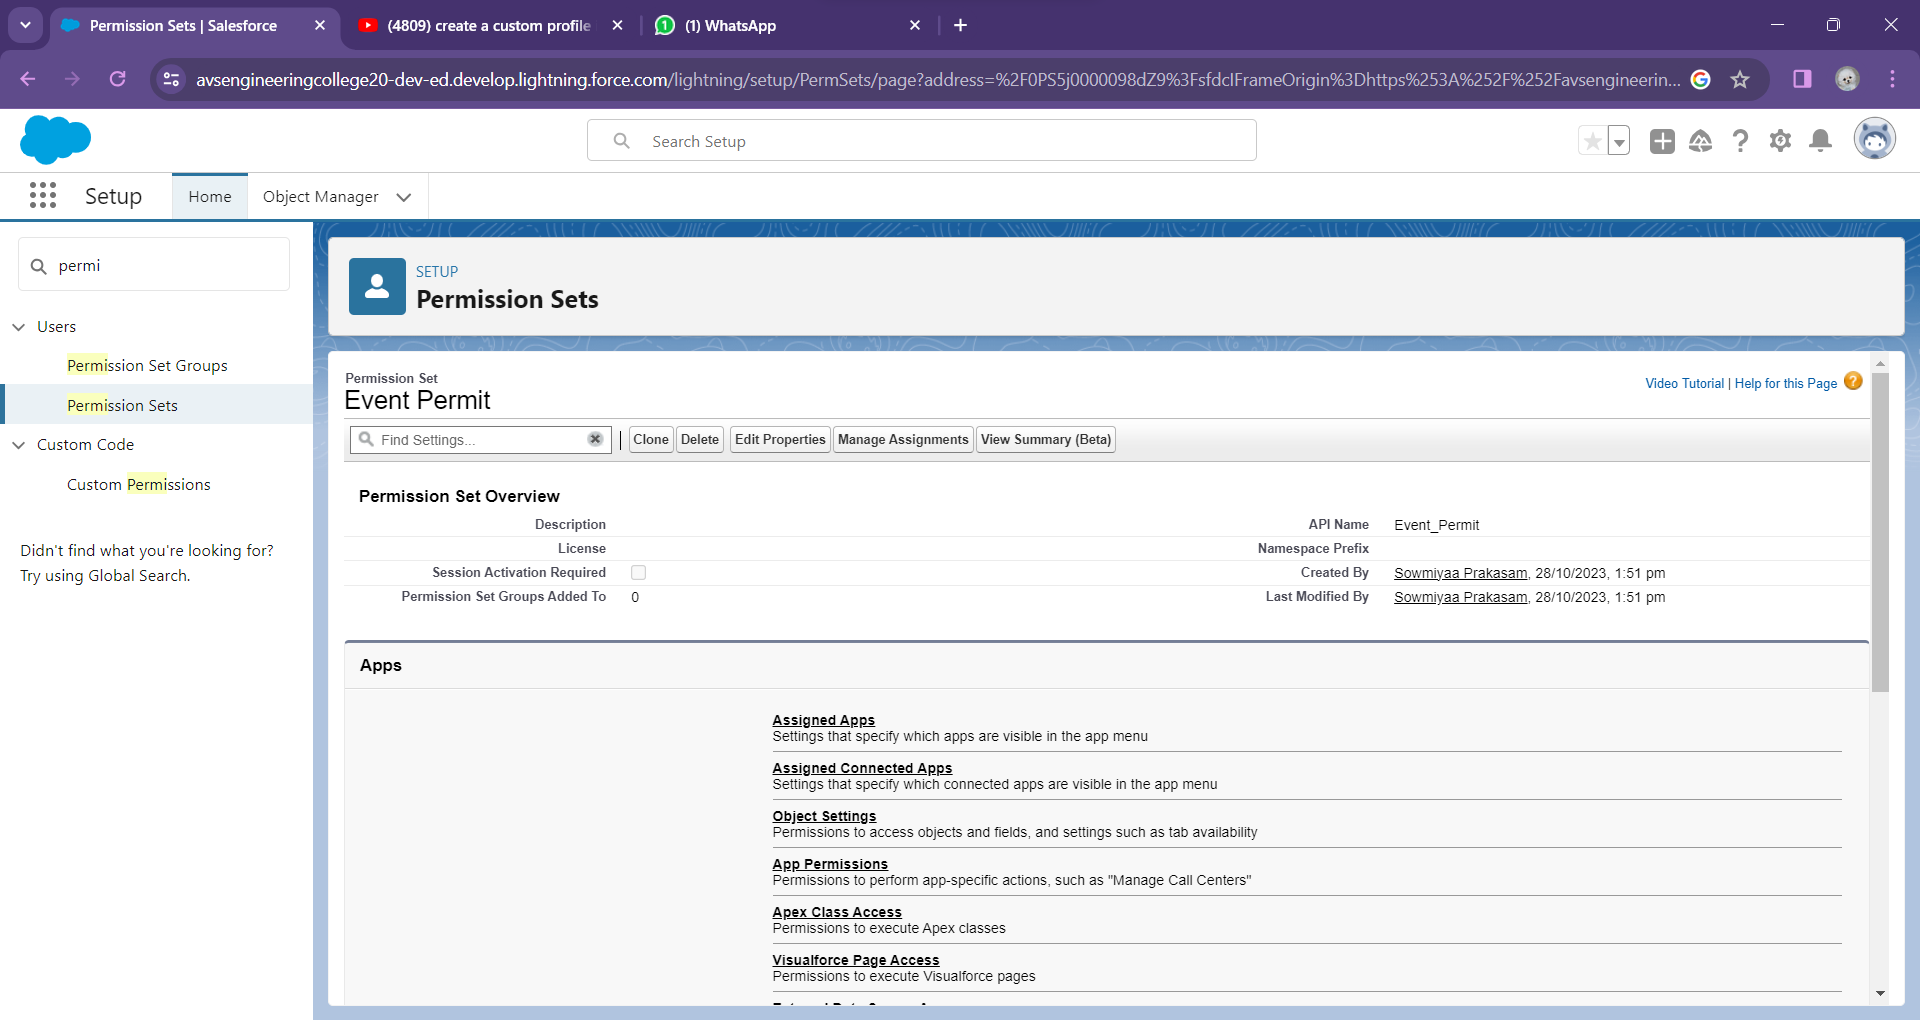 Permission Sets | Salesforce
(4809) create a custom profile
1
(1) WhatsApp
avsengineeringcollege20-dev-ed.develop.lightning.force.com/lightning/setup/PermSets/page?address=%2F0PS5j0000098dZ9%3FsfdcIFrameOrigin%3Dhttps%253A%252F%252Favsengineerin...
Search Setup
Setup
Home
Object Manager
permi
Users
Permission Set Groups
Permission Sets
Custom Code
Custom Permissions
Didn't find what you're looking for?
Try using Global Search.
SETUP
Permission Sets
Permission Set
Event Permit
Video Tutorial | Help for this Page
Find Settings...
Clone
Delete
Edit Properties
Manage Assignments
View Summary (Beta)
Permission Set Overview
Description
API Name Event_Permit
License
Namespace Prefix
Session Activation Required
Created By Sowmiyaa Prakasam, 28/10/2023, 1:51 pm
Permission Set Groups Added To 0
Last Modified By Sowmiyaa Prakasam, 28/10/2023, 1:51 pm
Apps
Assigned Apps
Settings that specify which apps are visible in the app menu
Assigned Connected Apps
Settings that specify which connected apps are visible in the app menu
Object Settings
Permissions to access objects and fields, and settings such as tab availability
App Permissions
Permissions to perform app-specific actions, such as "Manage Call Centers"
Apex Class Access
Permissions to execute Apex classes
Visualforce Page Access
Permissions to execute Visualforce pages